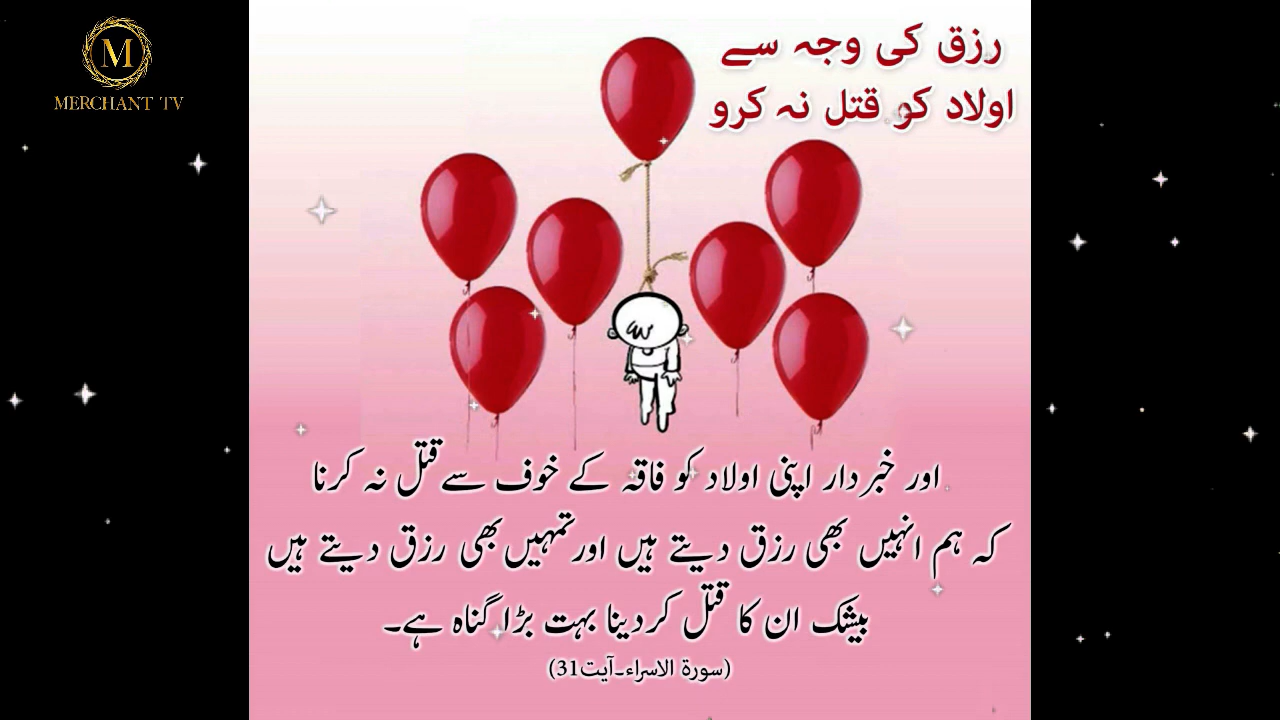 M
MERCHANT TV
رزق کی وجہ سے
اولاد کو قتل نہ کرو
اور خبردار اپنی اولاد کو فاقہ کے خوف سے قتل نہ کرنا
کہ ہم انہیں بھی رزق دیتے ہیں اور تمہیں بھی رزق دیتے ہیں
بیشک ان کا قتل کردینا بہت بڑا گناہ ہے۔
(سورۃ الاسراء۔آیت31)